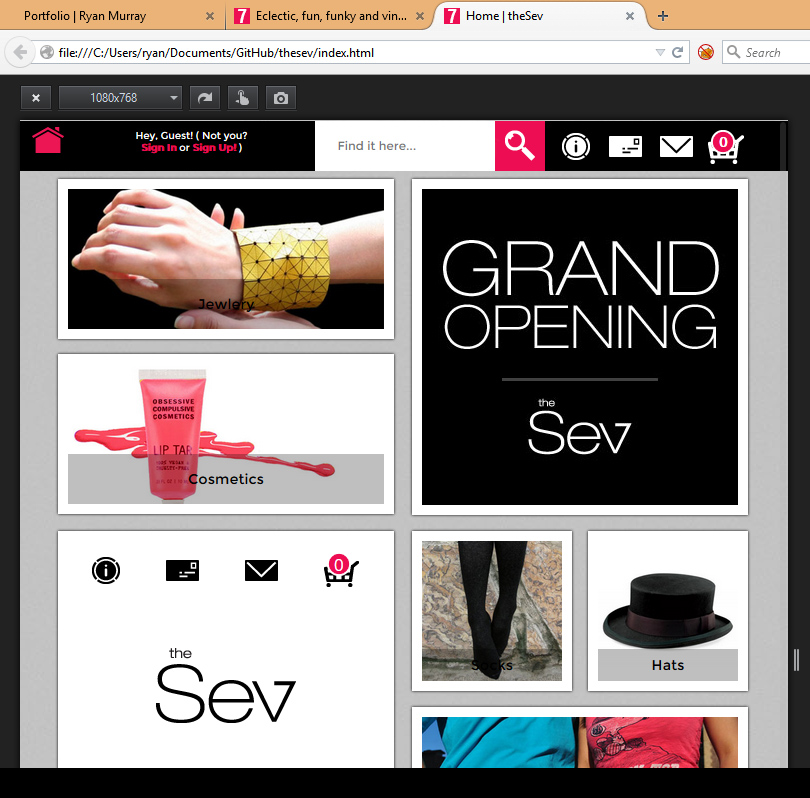 Portfolio | Ryan Murray
7 Eclectic, fun, funky and vin...
7 Home | theSev
file:///C:/Users/ryan/Documents/GitHub/thesev/index.html
Search
1080x768
Hey, Guest! ( Not you?
Sign In or Sign Up! )
Find it here...
0
Jewlery
GRAND
OPENING
the
Sev
OBSESSIVE
COMPULSIVE
COSMETICS
LIP TAR
Cosmetics
0
the
Sev
Socks
Hats